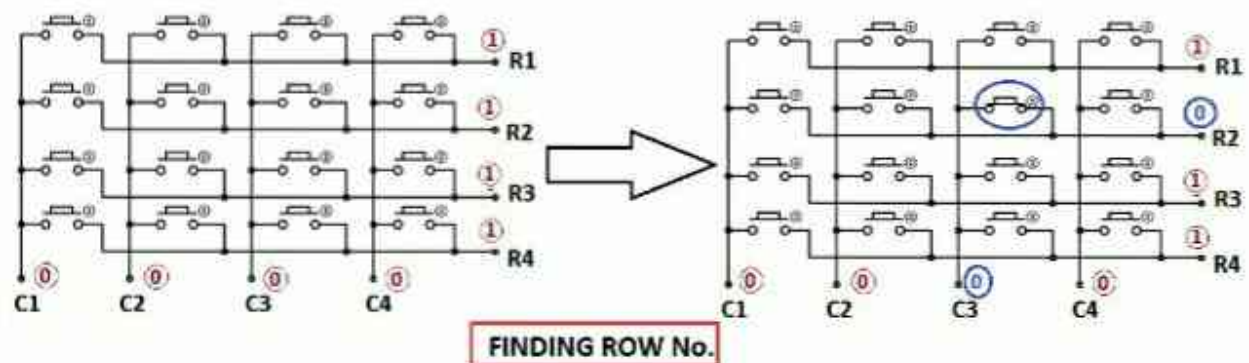 1 R1
1 R2
1 R3
1 R4
0 0 0 0
C1 C2 C3 C4
1 R1
0 R2
1 R3
1 R4
0 0 0 0
C1 C2 C3 C4
FINDING ROW No.